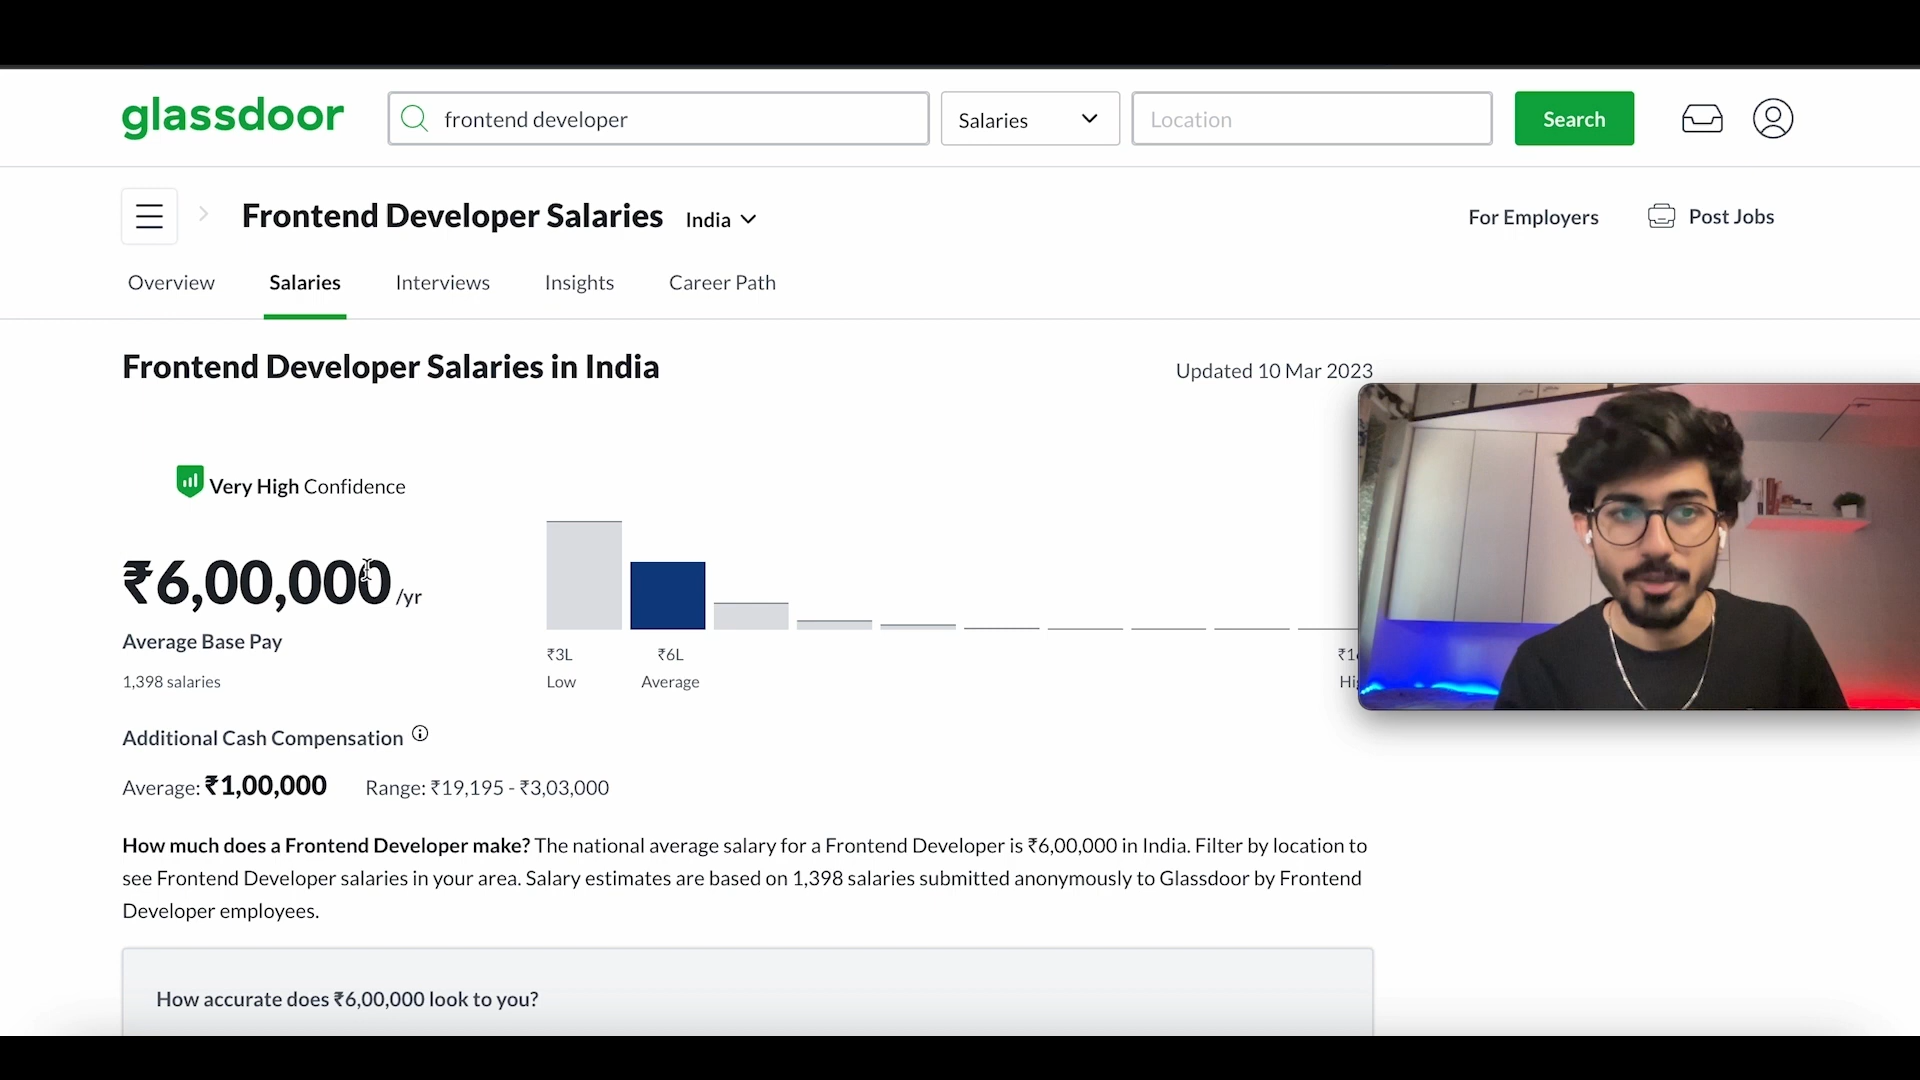 glassdoor
frontend developer
Salaries
Location
Search
Frontend Developer Salaries
India
For Employers
Post Jobs
Overview
Salaries
Interviews
Insights
Career Path
Frontend Developer Salaries in India
Updated 10 Mar 2023
Very High Confidence
₹6,00,000 /yr
Average Base Pay
1,398 salaries
₹3L
Low
₹6L
Average
Additional Cash Compensation
Average: ₹1,00,000
Range: ₹19,195 - ₹3,03,000
How much does a Frontend Developer make? The national average salary for a Frontend Developer is ₹6,00,000 in India. Filter by location to
see Frontend Developer salaries in your area. Salary estimates are based on 1,398 salaries submitted anonymously to Glassdoor by Frontend
Developer employees.
How accurate does ₹6,00,000 look to you?